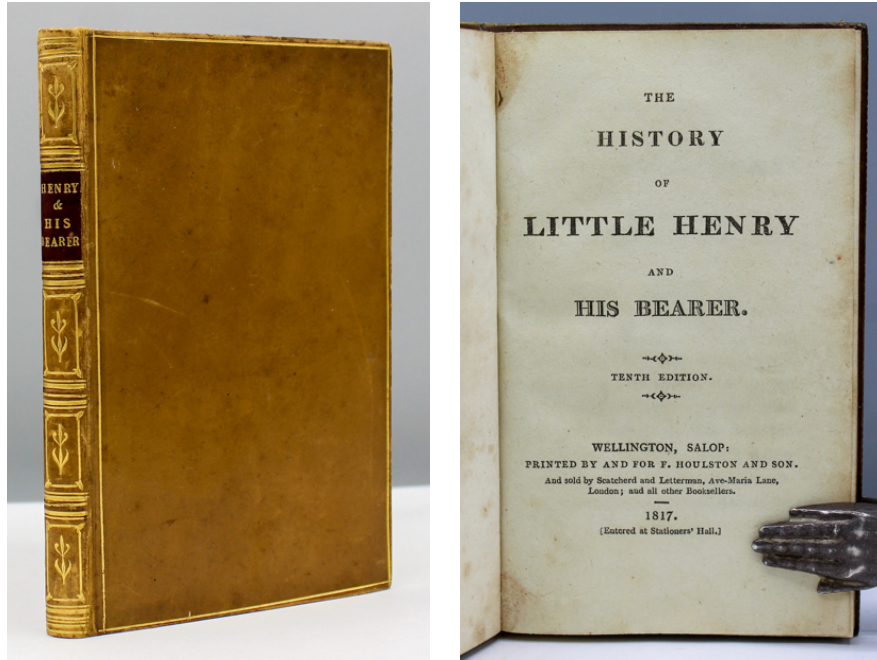 HENRY
&
HIS
BEARER
THE
HISTORY
OF
LITTLE HENRY
AND
HIS BEARER.
TENTH EDITION.
WELLINGTON, SALOP:
PRINTED BY AND FOR F. HOULSTON AND SON.
And sold by Scatcherd and Letterman, Ave-Maria Lane,
London; and all other Booksellers.
1817.
[Entered at Stationers' Hall.]